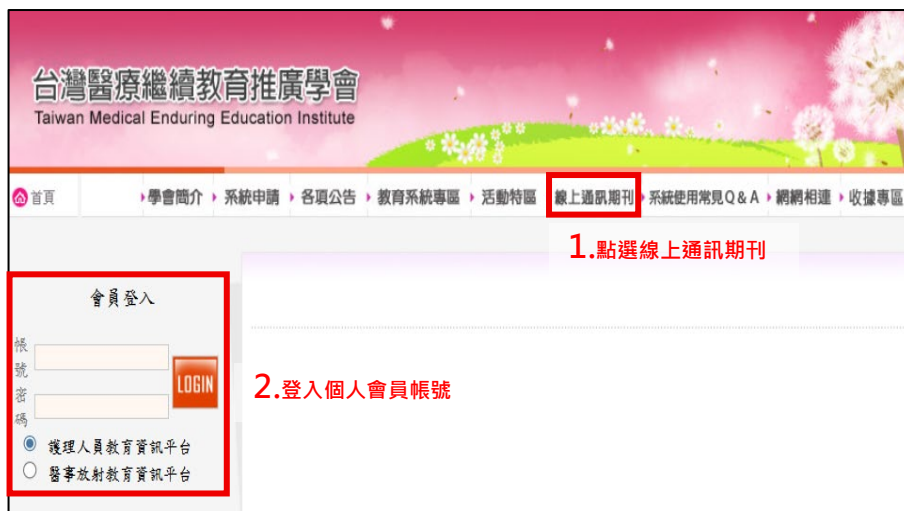 台灣醫療繼續教育推廣學會
Taiwan Medical Enduring Education Institute
首頁 學會簡介 系統申請 各項公告 教育系統專區 活動特區 線上通訊期刊 系統使用常見Q&A 網網相連 收據專區
1.點選線上通訊期刊
會員登入
帳號
密碼
LOGIN
2.登入個人會員帳號
護理人員教育資訊平台
醫事放射教育資訊平台